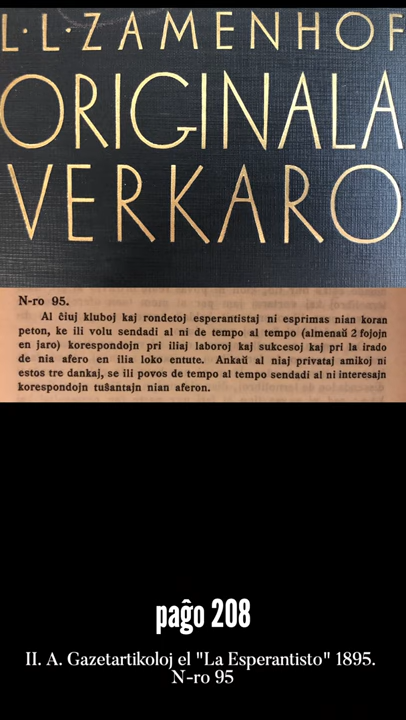 L·L·ZAMENHOF
ORIGINALA
VERKARO
N-ro 95.
Al ĉiuj kluboj kaj rondetoj esperantistaj ni esprimas nian koran
peton, ke ili volu sendadi al ni de tempo al tempo (almenaŭ 2 fojojn
en jaro) korespondojn pri iliaj laboroj kaj sukcesoj kaj pri la irado
de nia afero en ilia loko entute. Ankaŭ al niaj privataj amikoj ni
estos tre dankaj, se ili povos de tempo al tempo sendadi al ni interesajn
korespondojn tuŝantajn nian aferon.
paĝo 208
II. A. Gazetartikoloj el "La Esperantisto" 1895.
N-ro 95